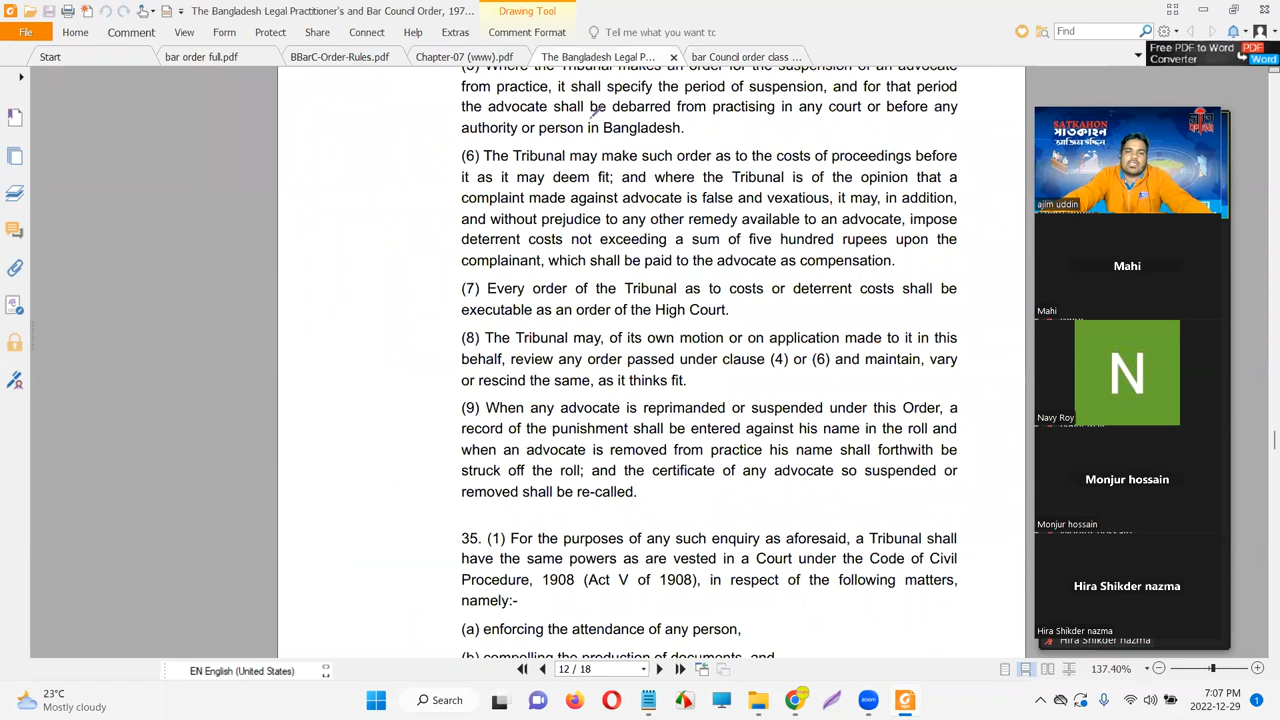 The Bangladesh Legal Practitioner's and Bar Council Order, 197...
Drawing Tool
File
Home
Comment
View
Form
Protect
Share
Connect
Help
Extras
Comment Format
Tell me what you want to
Find
Start
bar order full.pdf
BBarC-Order-Rules.pdf
Chapter-07 (www).pdf
The Bangladesh Legal P...
bar Council order class ...
Free PDF to Word
Converter
PDF
Word
from practice, it shall specify the period of suspension, and for that period
the advocate shall be debarred from practising in any court or before any
authority or person in Bangladesh.
(6) The Tribunal may make such order as to the costs of proceedings before
it as it may deem fit; and where the Tribunal is of the opinion that a
complaint made against advocate is false and vexatious, it may, in addition,
and without prejudice to any other remedy available to an advocate, impose
deterrent costs not exceeding a sum of five hundred rupees upon the
complainant, which shall be paid to the advocate as compensation.
(7) Every order of the Tribunal as to costs or deterrent costs shall be
executable as an order of the High Court.
(8) The Tribunal may, of its own motion or on application made to it in this
behalf, review any order passed under clause (4) or (6) and maintain, vary
or rescind the same, as it thinks fit.
(9) When any advocate is reprimanded or suspended under this Order, a
record of the punishment shall be entered against his name in the roll and
when an advocate is removed from practice his name shall forthwith be
struck off the roll; and the certificate of any advocate so suspended or
removed shall be re-called.
35. (1) For the purposes of any such enquiry as aforesaid, a Tribunal shall
have the same powers as are vested in a Court under the Code of Civil
Procedure, 1908 (Act V of 1908), in respect of the following matters,
namely:-
(a) enforcing the attendance of any person,
(b) compelling the production of documents, and
SATKAHON
সাতকাহন
আজিম উদ্দিন
ajim uddin
Mahi
Mahi
N
Navy Roy
Monjur hossain
Monjur hossain
Hira Shikder nazma
Hira Shikder nazma
Hira Shikder nazma
EN English (United States)
12 / 18
137.40%
23°C
Mostly cloudy
Search
7:07 PM
2022-12-29
1